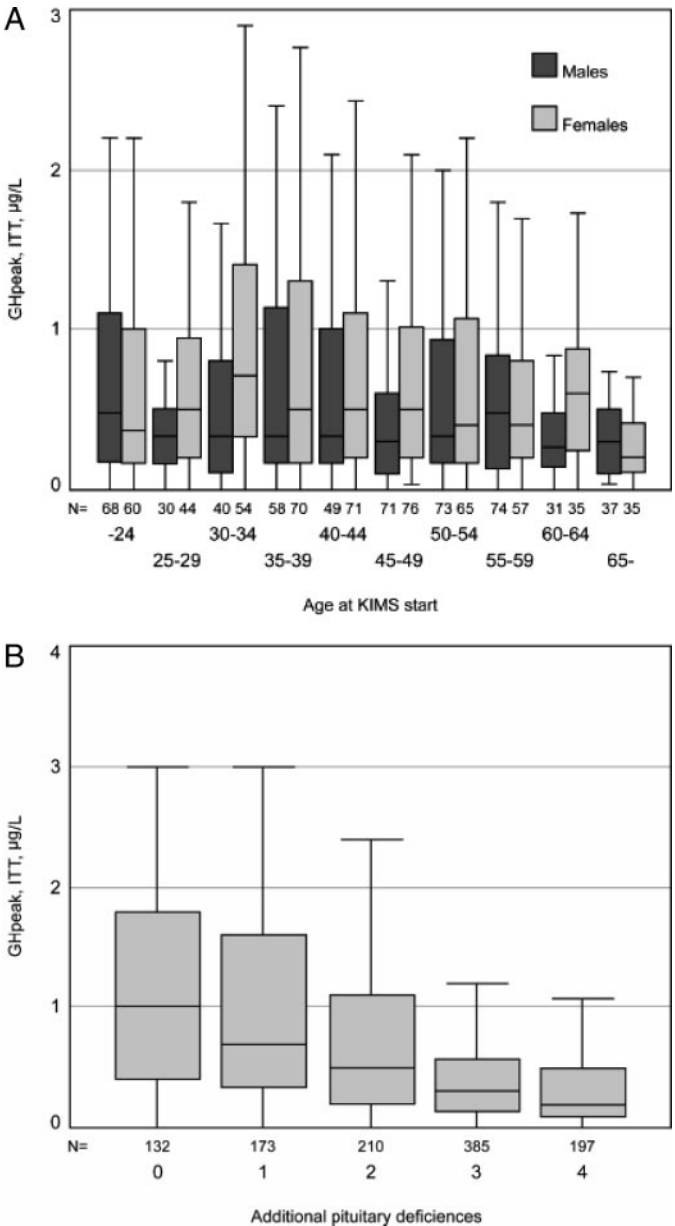 A
3
Males
Females
2
GHpeak, ITT, µg/L
1
0
N= 68 60 30 44 40 54 58 70 49 71 71 76 73 65 74 57 31 35 37 35
-24 30-34 40-44 50-54 60-64
25-29 35-39 45-49 55-59 65-
Age at KIMS start
B
4
3
GHpeak, ITT, µg/L
2
1
0
N= 132 173 210 385 197
0 1 2 3 4
Additional pituitary deficiences